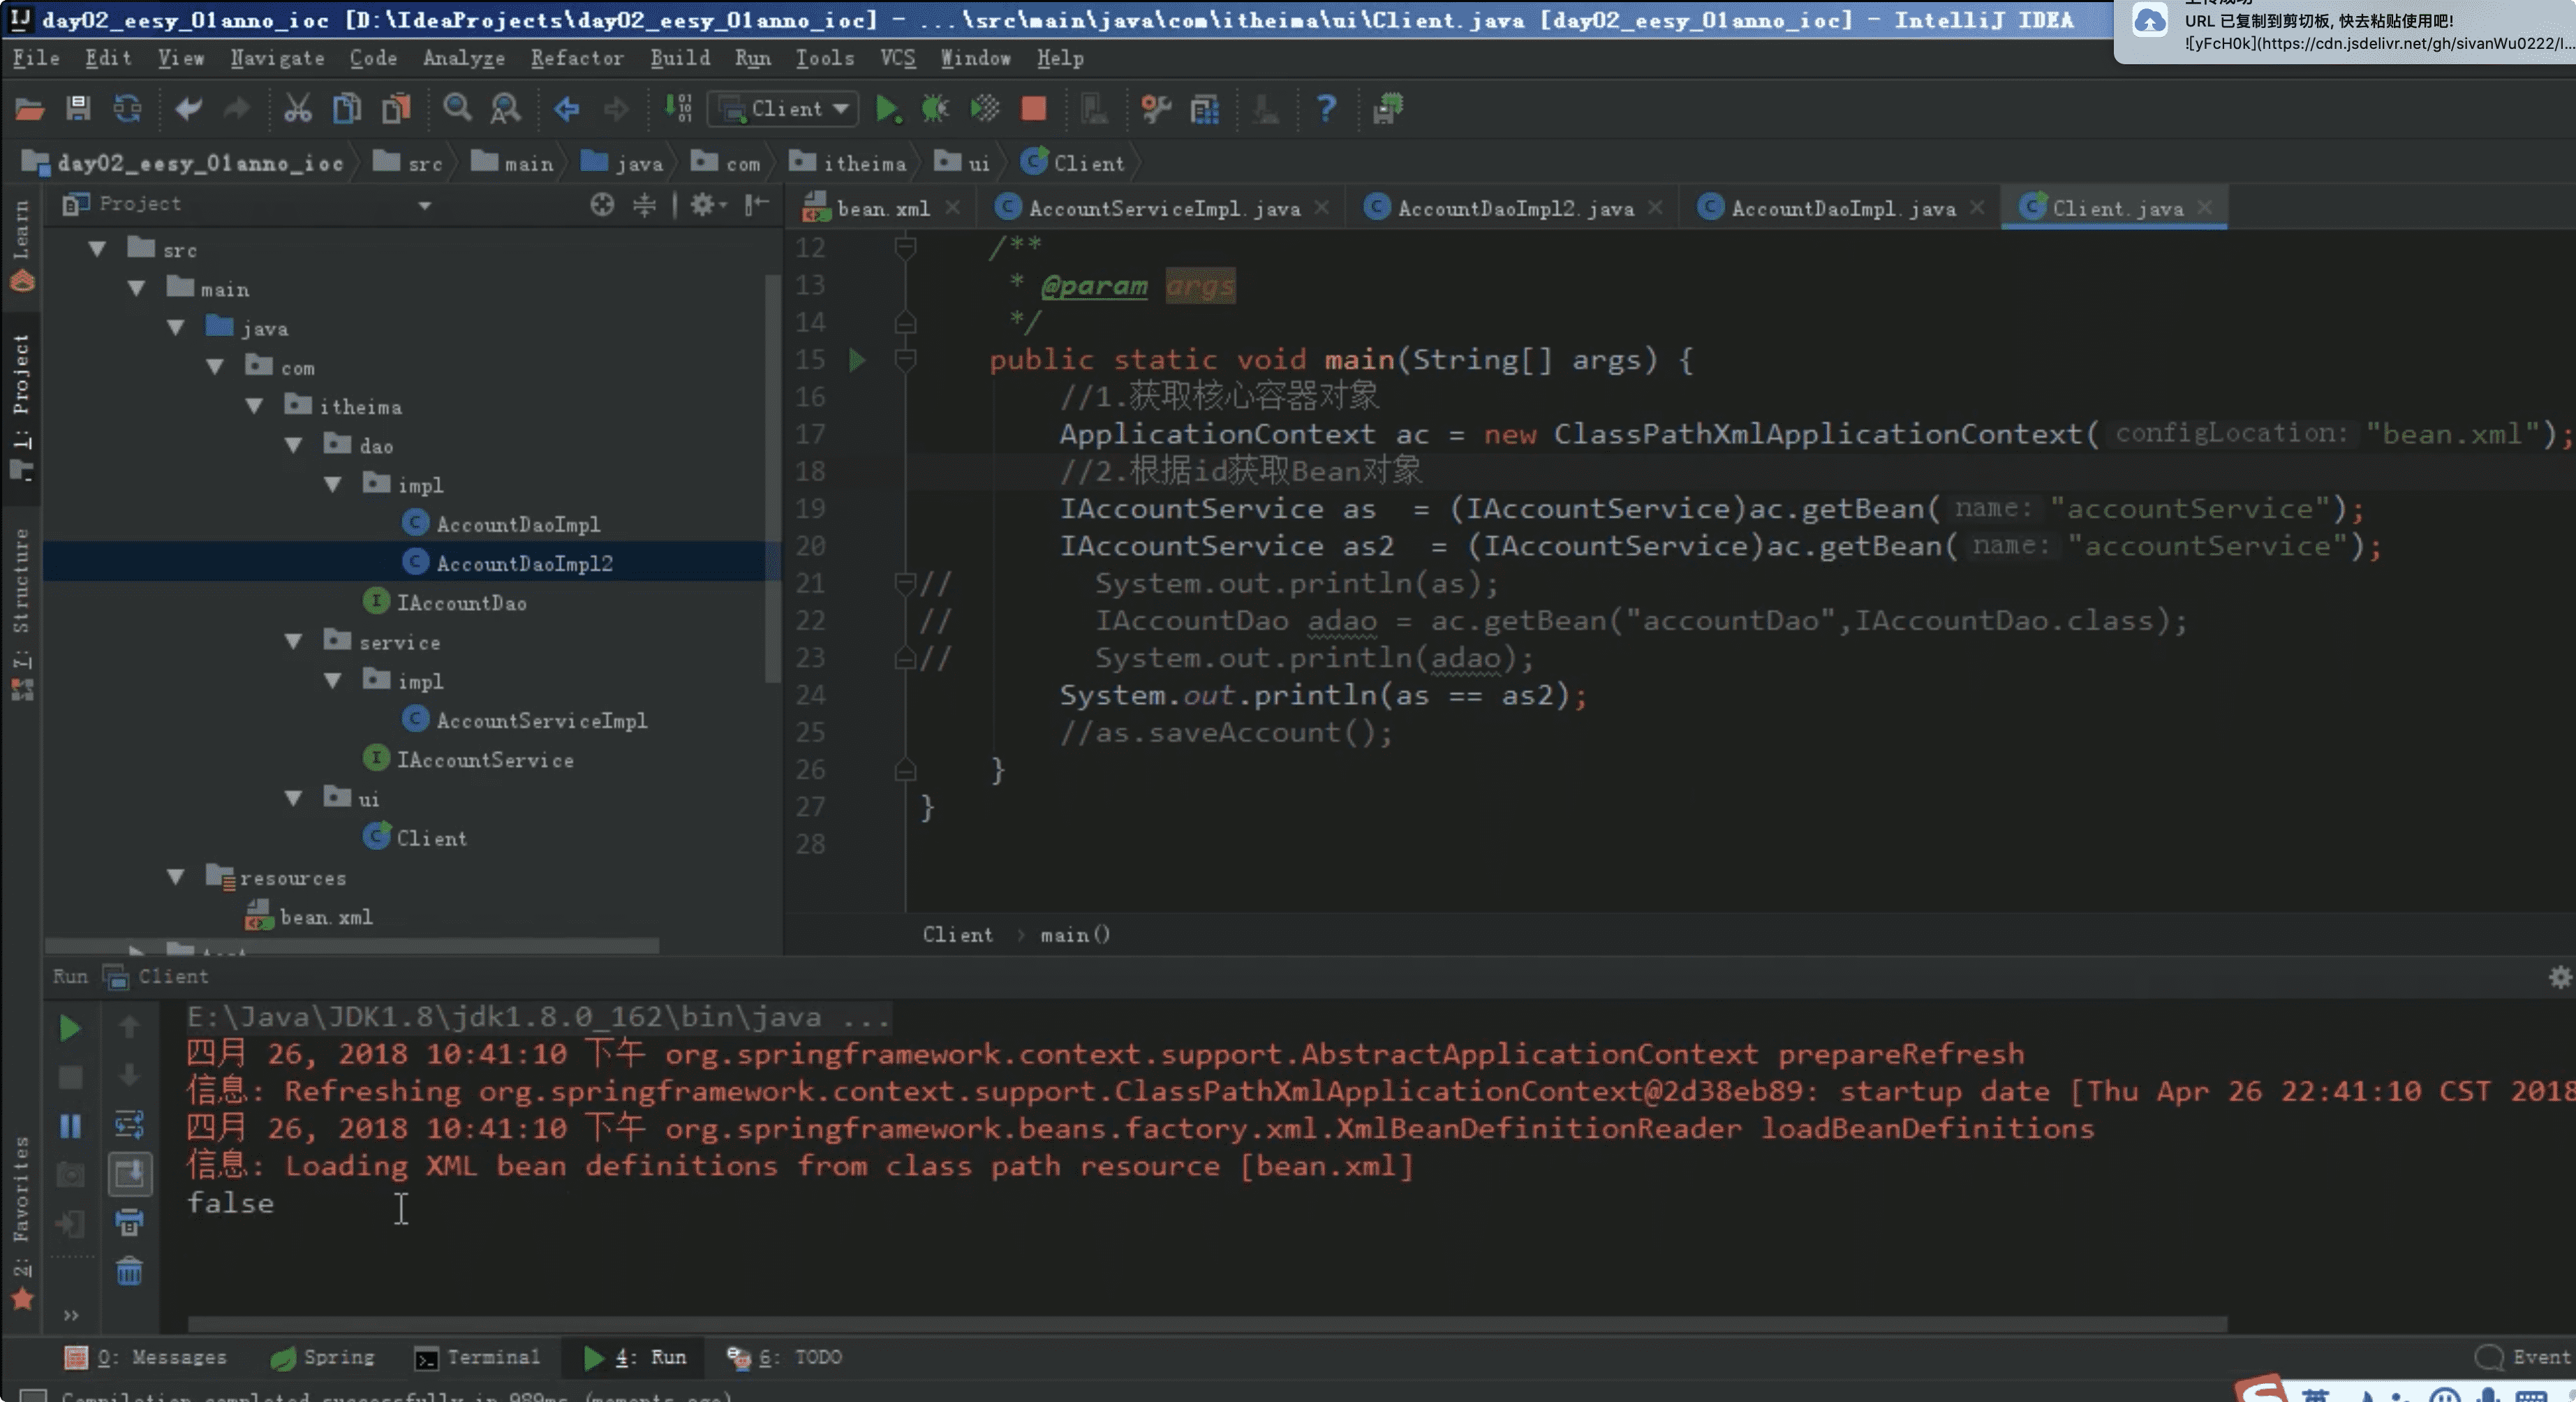 day02_eesy_01anno_ioc [D:\IdeaProjects\day02_eesy_01anno_ioc] - ...\src\main\java\com\itheima\ui\Client.java [day02_eesy_01anno_ioc] - IntelliJ IDEA
URL 已复制到剪切板, 快去粘贴使用吧!
![yFcH0k](https://cdn.jsdelivr.net/gh/sivanWu0222/I...
File Edit View Navigate Code Analyze Refactor Build Run Tools VCS Window Help
Client
day02_eesy_01anno_ioc src main java com itheima ui Client
Project
bean.xml AccountServiceImpl.java AccountDaoImpl2.java AccountDaoImpl.java Client.java
Learn
1: Project
7: Structure
2: Favorites
src
main
java
com
itheima
dao
impl
AccountDaoImpl
AccountDaoImpl2
IAccountDao
service
impl
AccountServiceImpl
IAccountService
ui
Client
resources
bean.xml
12 /**
13 * @param args
14 */
15 public static void main(String[] args) {
16 //1.获取核心容器对象
17 ApplicationContext ac = new ClassPathXmlApplicationContext( configLocation: "bean.xml");
18 //2.根据id获取Bean对象
19 IAccountService as  = (IAccountService)ac.getBean( name: "accountService");
20 IAccountService as2  = (IAccountService)ac.getBean( name: "accountService");
21 // System.out.println(as);
22 // IAccountDao adao = ac.getBean("accountDao",IAccountDao.class);
23 // System.out.println(adao);
24 System.out.println(as == as2);
25 //as.saveAccount();
26 }
27 }
28
Client main()
Run Client
E:\Java\JDK1.8\jdk1.8.0_162\bin\java ...
四月 26, 2018 10:41:10 下午 org.springframework.context.support.AbstractApplicationContext prepareRefresh
信息: Refreshing org.springframework.context.support.ClassPathXmlApplicationContext@2d38eb89: startup date [Thu Apr 26 22:41:10 CST 2018
四月 26, 2018 10:41:10 下午 org.springframework.beans.factory.xml.XmlBeanDefinitionReader loadBeanDefinitions
信息: Loading XML bean definitions from class path resource [bean.xml]
false
0: Messages Spring Terminal 4: Run 6: TODO Event
Compilation completed successfully in 989ms (moments ago)